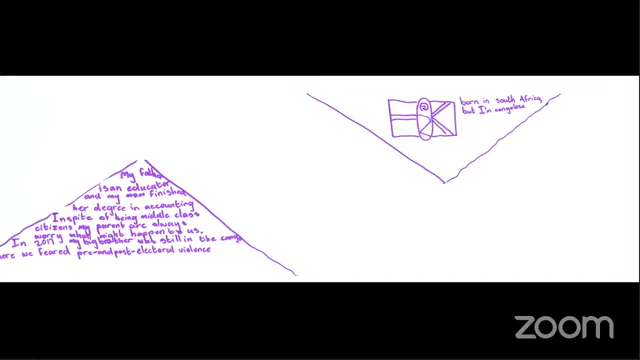 born in South Africa,
but I'm congolese
My father
is an educator
and my mom finished
her degree in accounting
Inspite of being middle class
citizens my parent are always
worry what might happen to us.
In 2017 my big brother was still in the congo
here we feared pre-and post-electoral violence
zoom